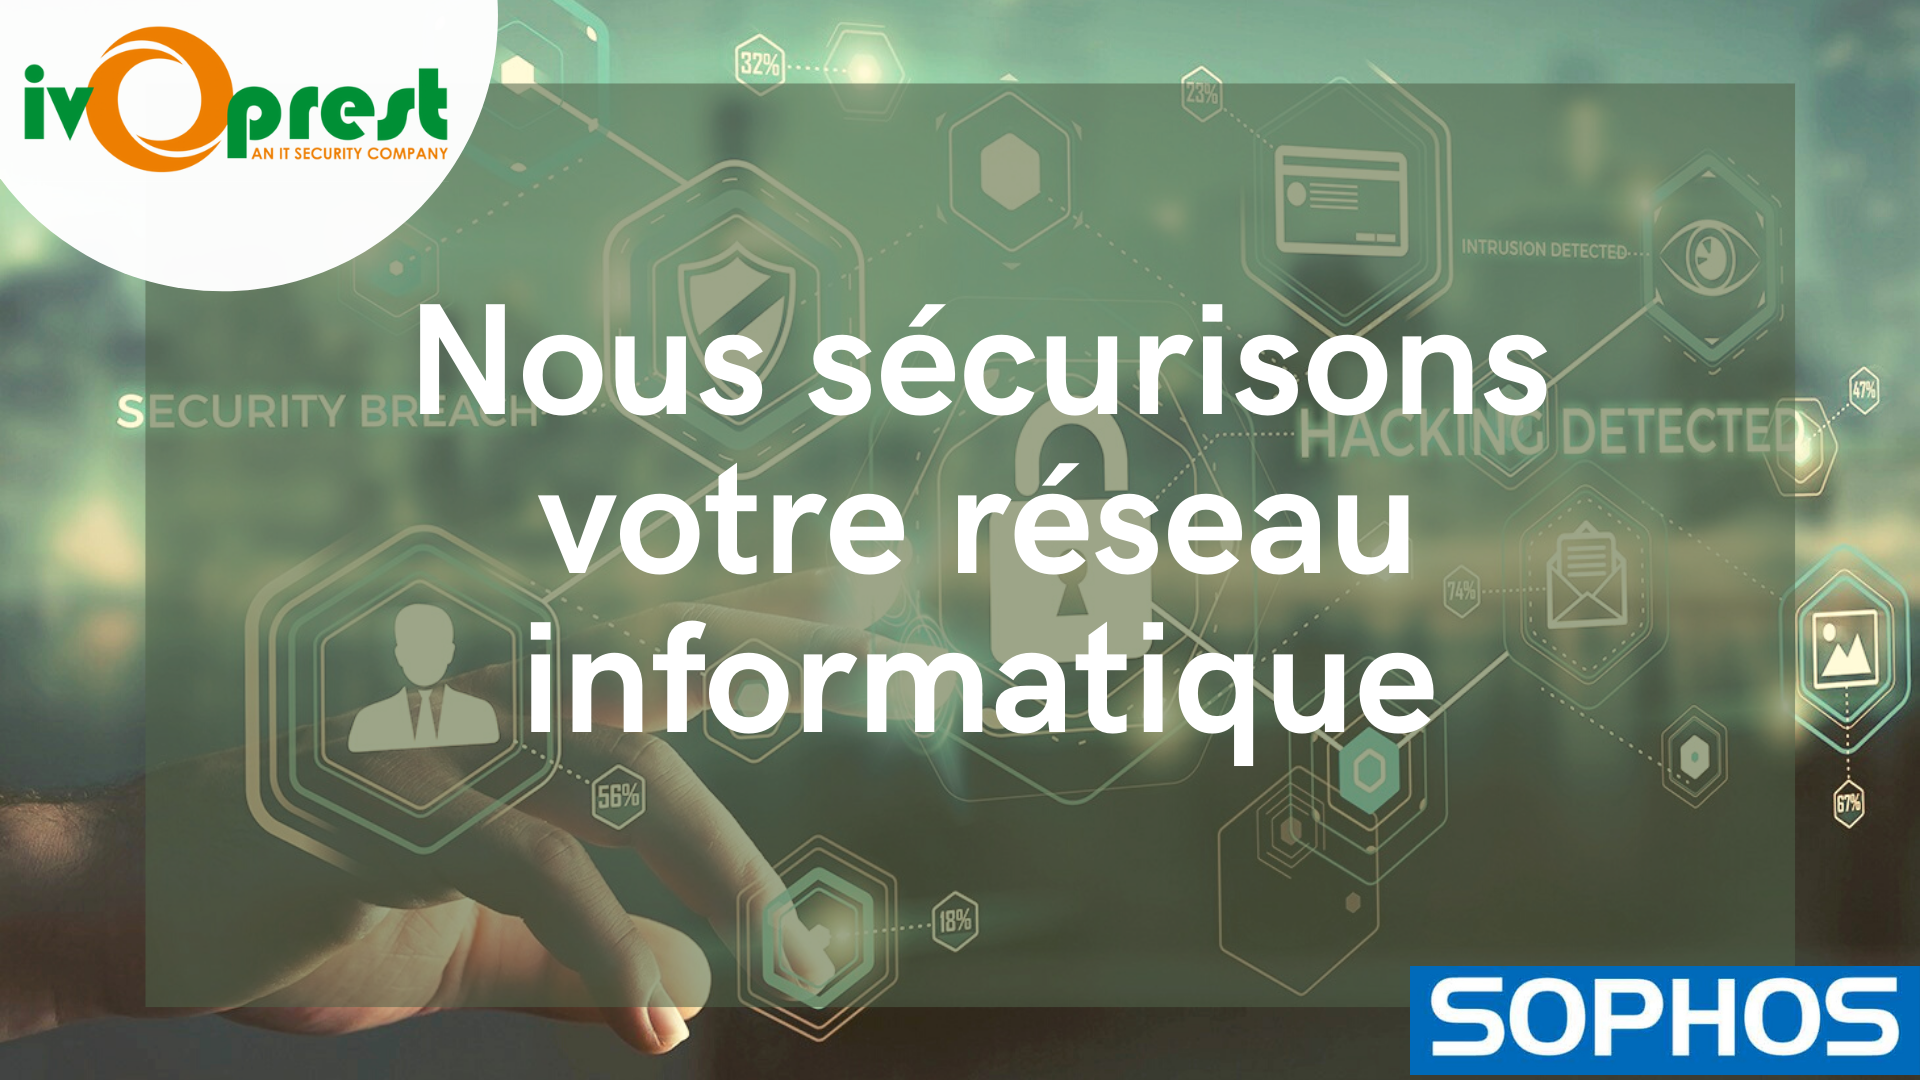 ivOprest
AN IT SECURITY COMPANY
32%
23%
INTRUSION DETECTED
Nous sécurisons
votre réseau
informatique
SECURITY BREACH
HACKING DETECTED
47%
74%
56%
67%
18%
SOPHOS